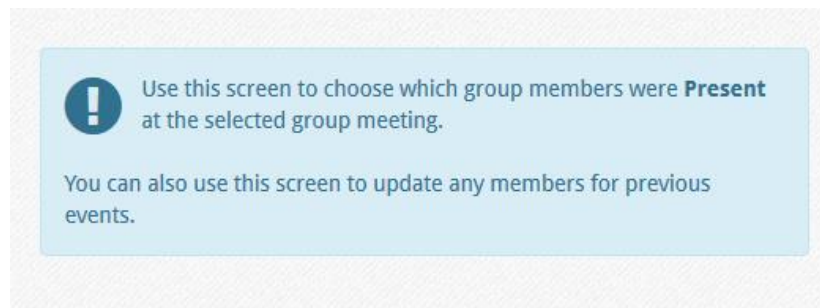 Use this screen to choose which group members were Present
at the selected group meeting.
You can also use this screen to update any members for previous
events.